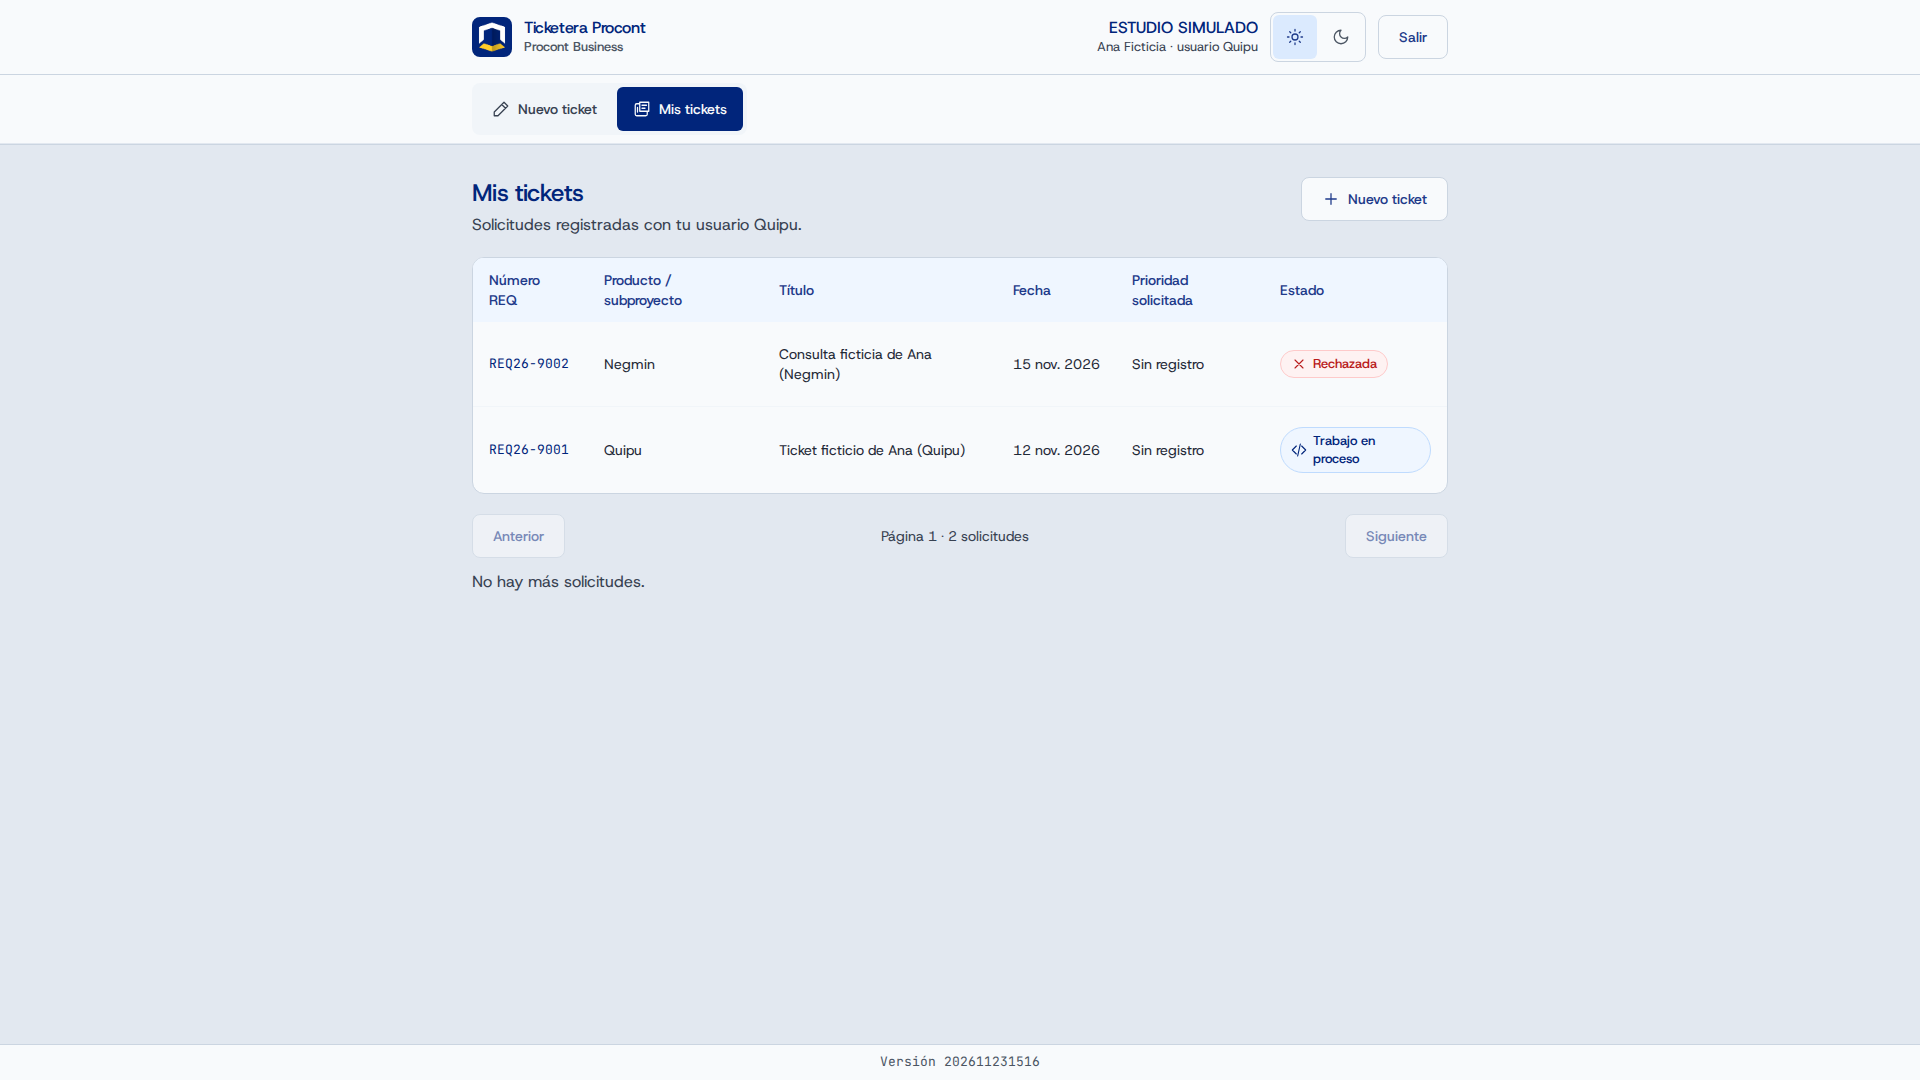 Ticketera Procont
Procont Business
ESTUDIO SIMULADO
Ana Ficticia · usuario Quipu
Salir
Nuevo ticket
Mis tickets
Mis tickets
Solicitudes registradas con tu usuario Quipu.
Nuevo ticket
Número
REQ
Producto /
subproyecto
Título
Fecha
Prioridad
solicitada
Estado
REQ26-9002
Negmin
Consulta ficticia de Ana
(Negmin)
15 nov. 2026
Sin registro
Rechazada
REQ26-9001
Quipu
Ticket ficticio de Ana (Quipu)
12 nov. 2026
Sin registro
Trabajo en
proceso
Anterior
Página 1 · 2 solicitudes
Siguiente
No hay más solicitudes.
Versión 202611231516